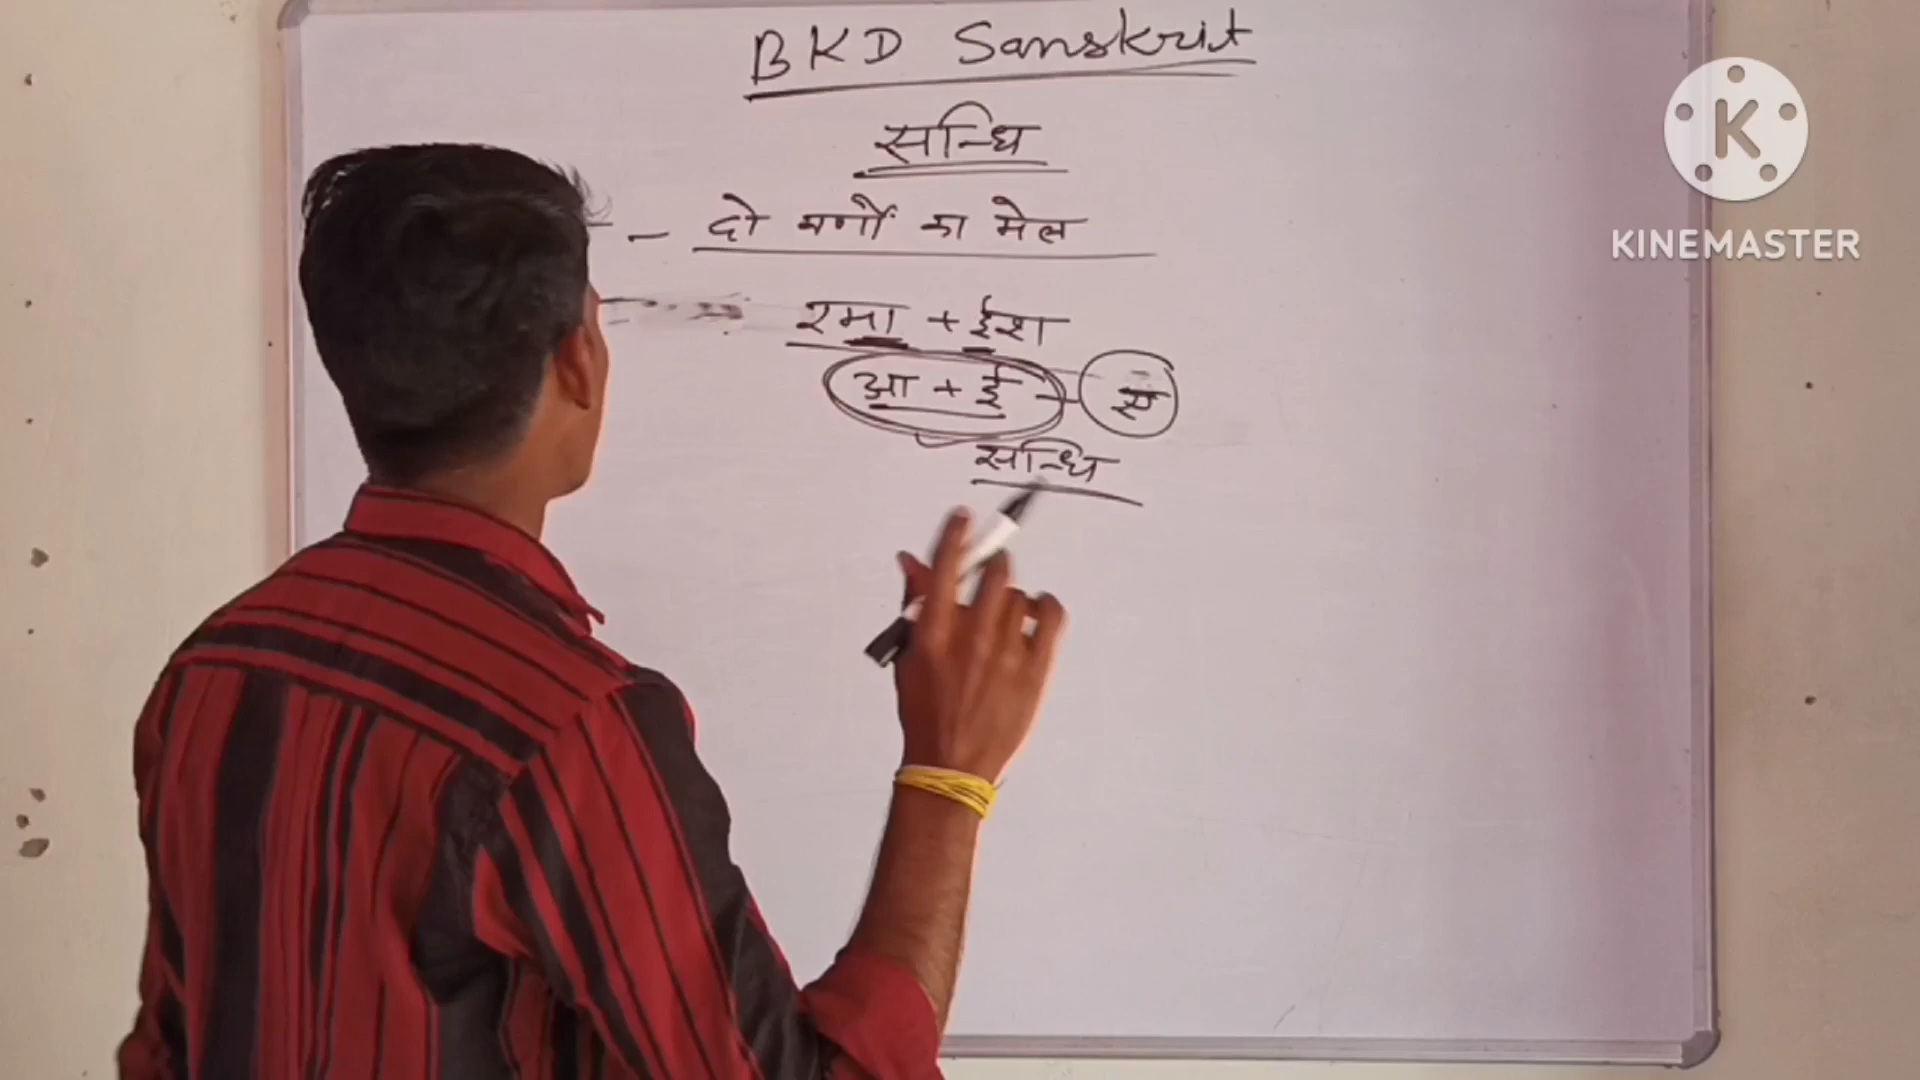 BKD Sanskrit
सन्धि
- दो वर्णों का मेल
रमा + ईश
आ + ई - ए
सन्धि
K
KINEMASTER